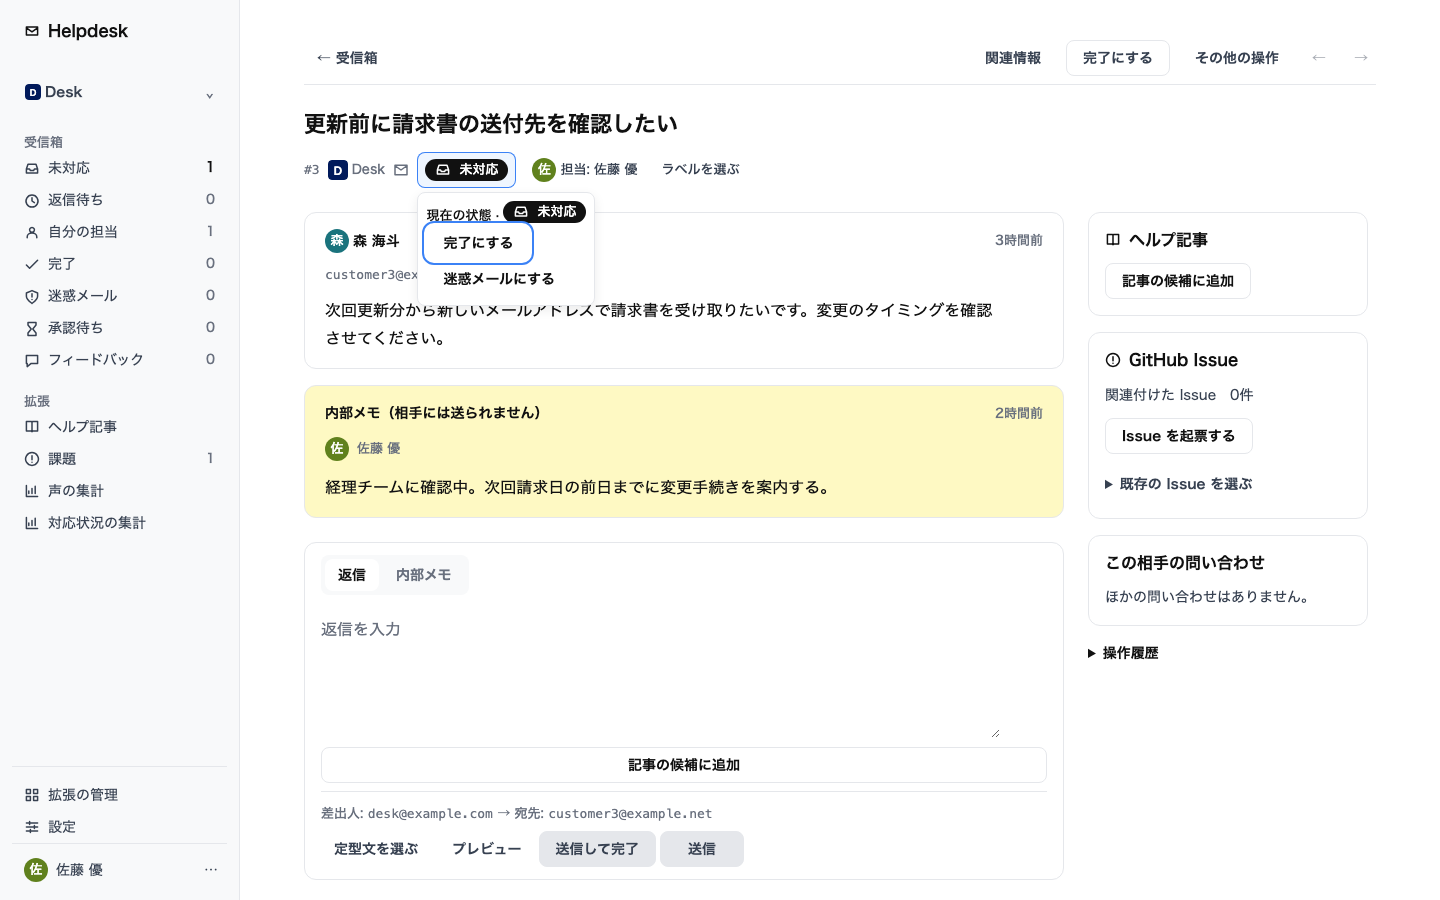 Helpdesk
D Desk
受信箱
未対応 1
返信待ち 0
自分の担当 1
完了 0
迷惑メール 0
承認待ち 0
フィードバック 0
拡張
ヘルプ記事
課題 1
声の集計
対応状況の集計
拡張の管理
設定
佐 佐藤 優 …
← 受信箱
関連情報 完了にする その他の操作 ← →
更新前に請求書の送付先を確認したい
#3 D Desk 未対応 佐 担当: 佐藤 優 ラベルを選ぶ
現在の状態 · 未対応
完了にする
迷惑メールにする
森 森 海斗 3時間前
customer3@ex
次回更新分から新しいメールアドレスで請求書を受け取りたいです。変更のタイミングを確認
させてください。
内部メモ（相手には送られません） 2時間前
佐 佐藤 優
経理チームに確認中。次回請求日の前日までに変更手続きを案内する。
返信 内部メモ
返信を入力
記事の候補に追加
差出人: desk@example.com → 宛先: customer3@example.net
定型文を選ぶ プレビュー 送信して完了 送信
ヘルプ記事
記事の候補に追加
GitHub Issue
関連付けた Issue 0件
Issue を起票する
▶ 既存の Issue を選ぶ
この相手の問い合わせ
ほかの問い合わせはありません。
▶ 操作履歴